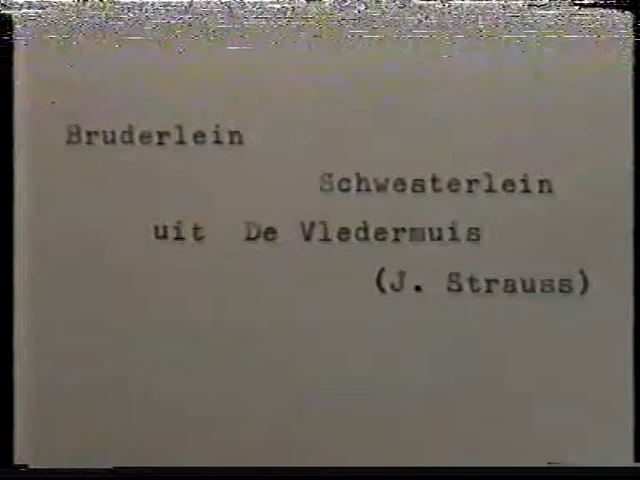 Bruderlein
Schwesterlein
uit De Vledermuis
(J. Strauss)